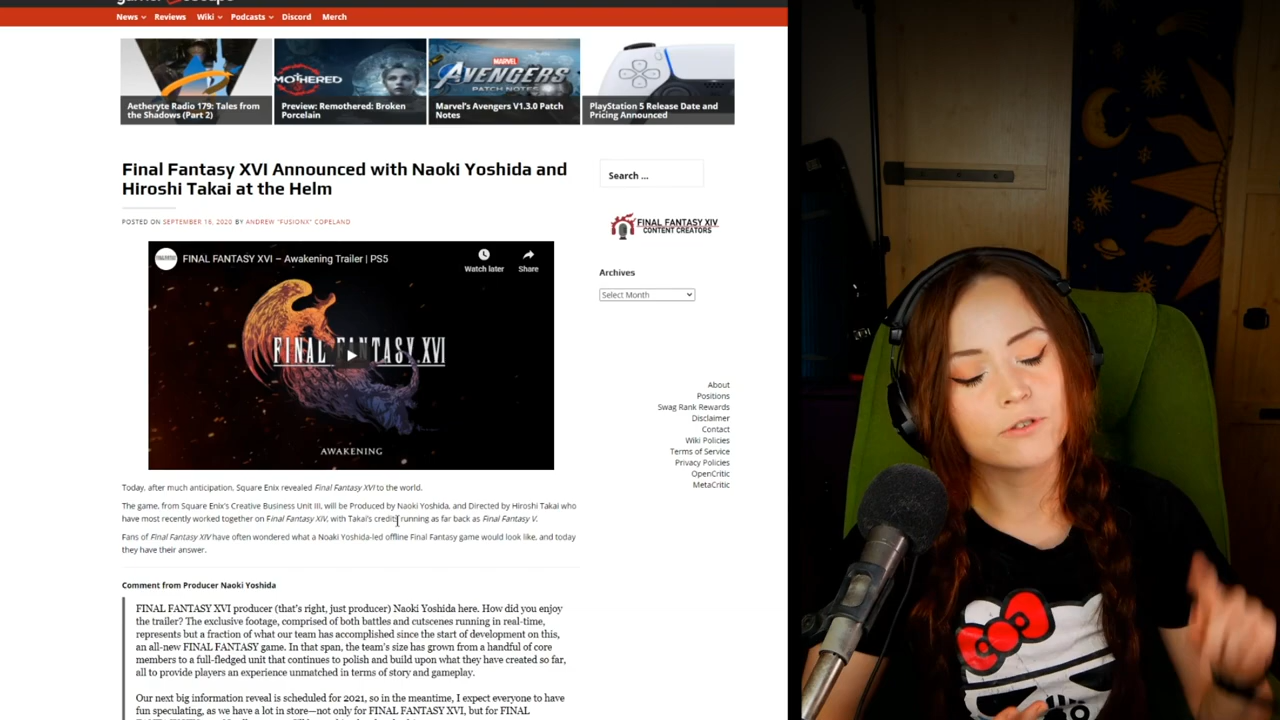 News
Reviews
Wiki
Podcasts
Discord
Merch
Aetheryte Radio 179: Tales from
the Shadows (Part 2)
MOTHERED
Preview: Remothered: Broken
Porcelain
MARVEL
AVENGERS
PATCH NOTES
Marvel's Avengers V1.3.0 Patch
Notes
PlayStation 5 Release Date and
Pricing Announced
Final Fantasy XVI Announced with Naoki Yoshida and
Hiroshi Takai at the Helm
POSTED ON SEPTEMBER 16, 2020 BY ANDREW "FUSIONX" COPELAND
FINAL FANTASY XVI – Awakening Trailer | PS5
Watch later
Share
FINAL FANTASY XVI
AWAKENING
Today, after much anticipation, Square Enix revealed Final Fantasy XVI to the world.
The game, from Square Enix's Creative Business Unit III, will be Produced by Naoki Yoshida, and Directed by Hiroshi Takai who
have most recently worked together on Final Fantasy XIV, with Takai's credits running as far back as Final Fantasy V.
Fans of Final Fantasy XIV have often wondered what a Noaki Yoshida-led offline Final Fantasy game would look like, and today
they have their answer.
Comment from Producer Naoki Yoshida
FINAL FANTASY XVI producer (that's right, just producer) Naoki Yoshida here. How did you enjoy
the trailer? The exclusive footage, comprised of both battles and cutscenes running in real-time,
represents but a fraction of what our team has accomplished since the start of development on this,
an all-new FINAL FANTASY game. In that span, the team's size has grown from a handful of core
members to a full-fledged unit that continues to polish and build upon what they have created so far,
all to provide players an experience unmatched in terms of story and gameplay.
Our next big information reveal is scheduled for 2021, so in the meantime, I expect everyone to have
fun speculating, as we have a lot in store—not only for FINAL FANTASY XVI, but for FINAL
Search ...
FINAL FANTASY XIV
CONTENT CREATORS
Archives
Select Month
About
Positions
Swag Rank Rewards
Disclaimer
Contact
Wiki Policies
Terms of Service
Privacy Policies
OpenCritic
MetaCritic